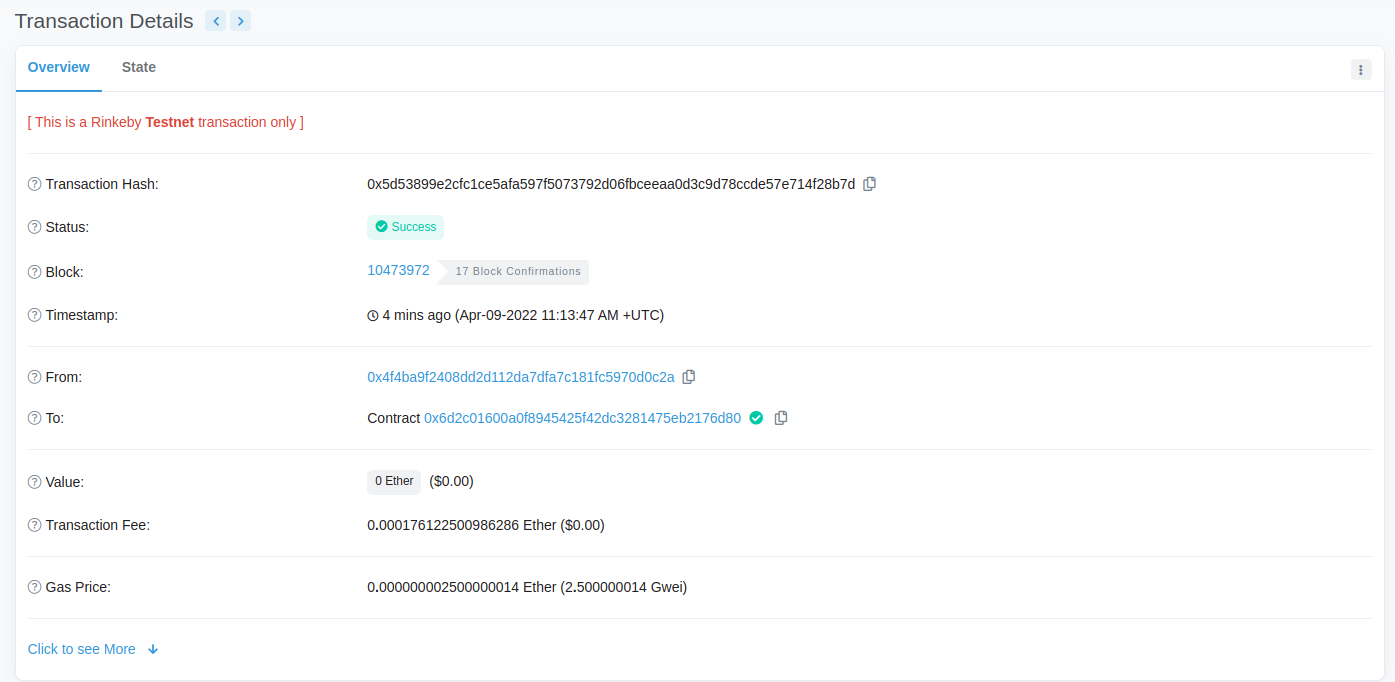 Transaction Details
Overview State
[ This is a Rinkeby Testnet transaction only ]
Transaction Hash: 0x5d53899e2cfc1ce5afa597f5073792d06fbceeaa0d3c9d78ccde57e714f28b7d
Status: Success
Block: 10473972 17 Block Confirmations
Timestamp: 4 mins ago (Apr-09-2022 11:13:47 AM +UTC)
From: 0x4f4ba9f2408dd2d112da7dfa7c181fc5970d0c2a
To: Contract 0x6d2c01600a0f8945425f42dc3281475eb2176d80
Value: 0 Ether ($0.00)
Transaction Fee: 0.000176122500986286 Ether ($0.00)
Gas Price: 0.000000002500000014 Ether (2.500000014 Gwei)
Click to see More